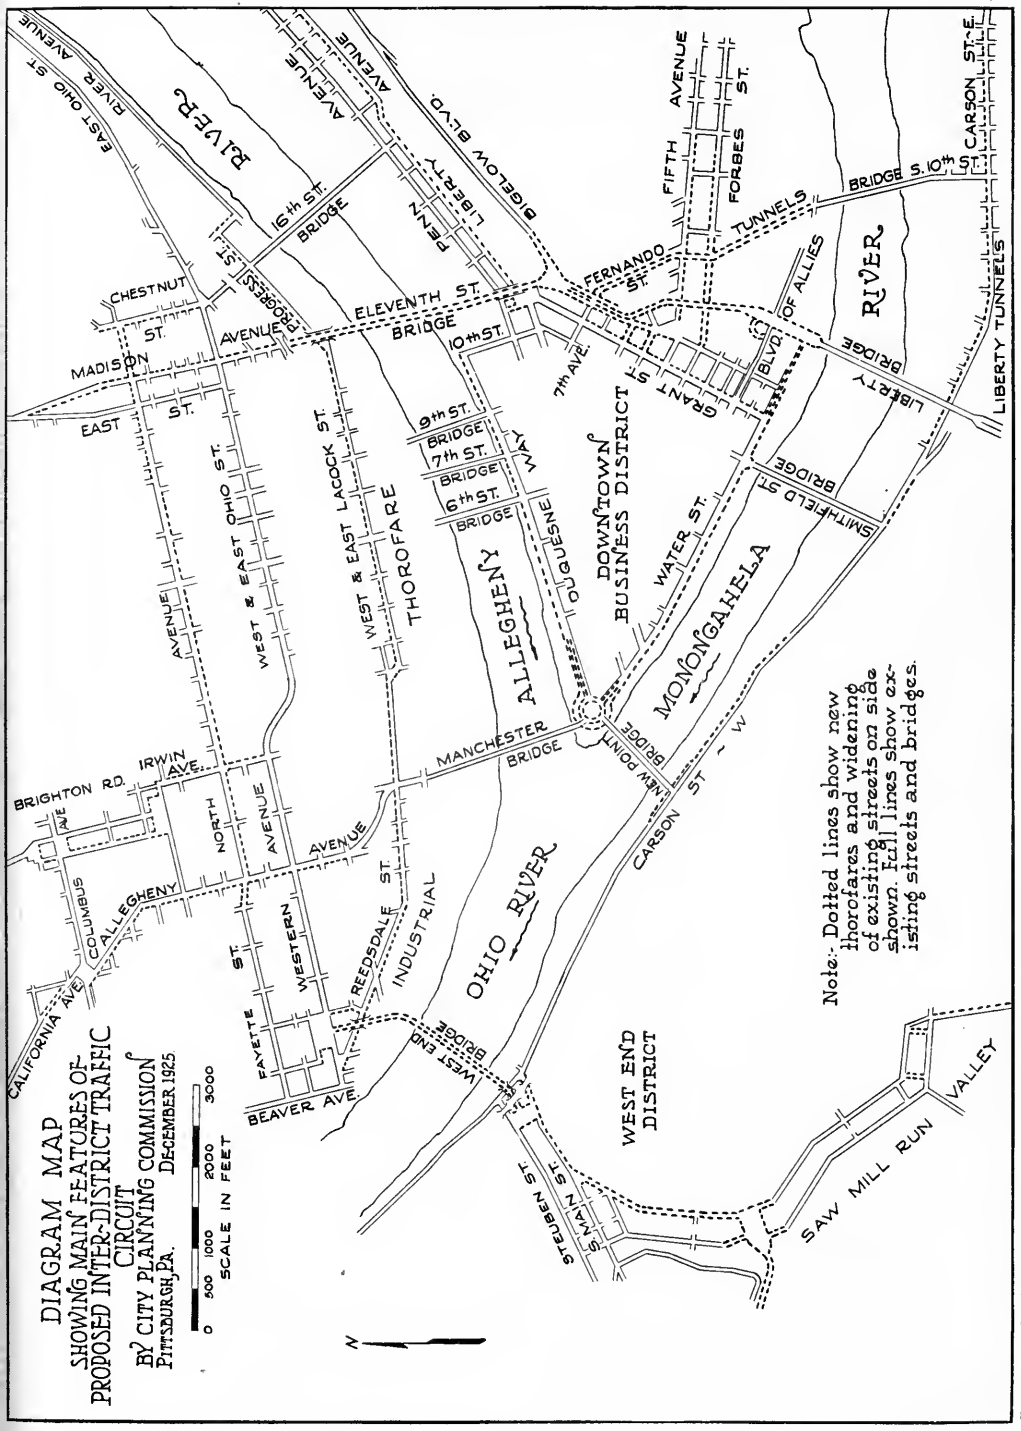 DIAGRAM MAP
SHOWING MAIN FEATURES OF
PROPOSED INTER-DISTRICT TRAFFIC
CIRCUIT
BY CITY PLANNING COMMISSION
PITTSBURGH, PA. DECEMBER 1925.
0 500 1000 2000 3000
SCALE IN FEET
N
CALIFORNIA AVE.
COLUMBUS
AVE
ALLEGHENY
AVENUE
BRIGHTON RD.
IRWIN
AVE.
NORTH
AVENUE
FAYETTE
ST.
WESTERN
AVENUE
BEAVER AVE.
REEDSDALE
ST.
INDUSTRIAL
THOROFARE
WEST & EAST OHIO ST.
WEST & EAST LACOCK ST.
MADISON
AVENUE
EAST
ST.
CHESTNUT
ST.
PROGRESS
ST.
EAST OHIO ST.
RIVER AVENUE
16th ST.
BRIDGE
ELEVENTH ST.
BRIDGE
10th ST.
9th ST.
BRIDGE
7th ST.
BRIDGE
6th ST.
BRIDGE
ALLEGHENY
RIVER
DUQUESNE
WAY
MANCHESTER
BRIDGE
NEW POINT
BRIDGE
WEST END
BRIDGE
OHIO RIVER
PENN
AVENUE
LIBERTY
AVENUE
BIGELOW BLVD.
7th AVE.
GRANT ST
DOWNTOWN
BUSINESS DISTRICT
WATER ST.
FIFTH AVENUE
FORBES ST.
FERNANDO
ST.
TUNNELS
BRIDGE S. 10th ST.
BLVD. OF ALLIES
LIBERTY
BRIDGE
LIBERTY TUNNELS
CARSON ST.-E.
SMITHFIELD ST.
BRIDGE
MONONGAHELA
RIVER
CARSON ST - W
WEST END
DISTRICT
STEUBEN ST.
S. MAIN ST.
SAW MILL RUN VALLEY
Note:- Dotted lines show new
thorofares and widening
of existing streets on side
shown. Full lines show ex-
isting streets and bridges.